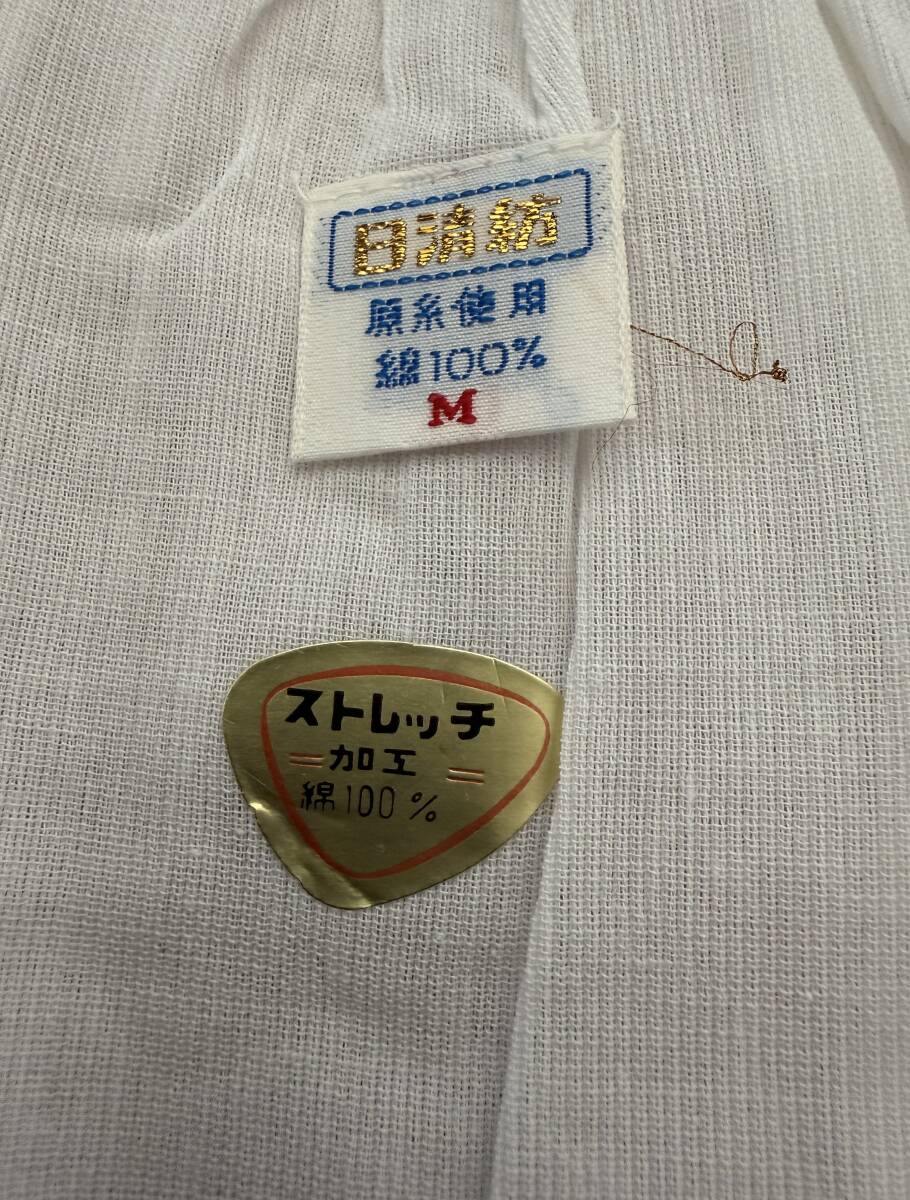 日清紡
原糸使用
綿100%
M
ストレッチ
加工
綿100%